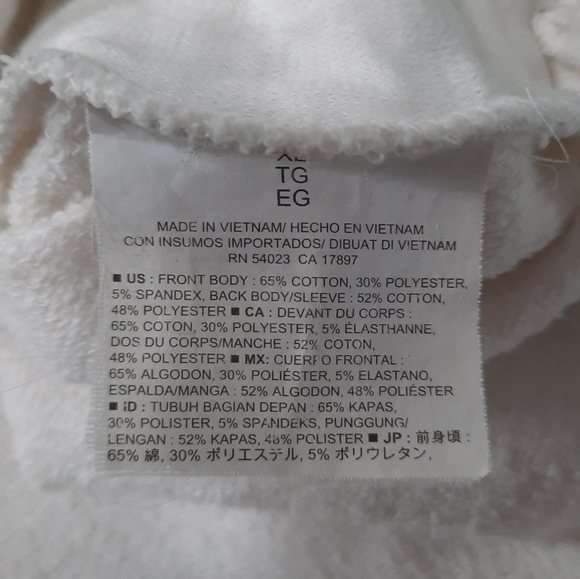 XL
TG
EG
MADE IN VIETNAM/ HECHO EN VIETNAM
CON INSUMOS IMPORTADOS/ DIBUAT DI VIETNAM
RN 54023 CA 17897
■ US : FRONT BODY : 65% COTTON, 30% POLYESTER,
5% SPANDEX, BACK BODY/SLEEVE : 52% COTTON,
48% POLYESTER ■ CA : DEVANT DU CORPS :
65% COTON, 30% POLYESTER, 5% ÉLASTHANNE,
DOS DU CORPS/MANCHE : 52% COTON,
48% POLYESTER ■ MX: CUERPO FRONTAL :
65% ALGODON, 30% POLIÉSTER, 5% ELASTANO,
ESPALDA/MANGA : 52% ALGODON, 48% POLIÉSTER
■ ID : TUBUH BAGIAN DEPAN : 65% KAPAS,
30% POLISTER, 5% SPANDEKS, PUNGGUNG/
LENGAN : 52% KAPAS, 48% POLISTER ■ JP : 前身頃 :
65% 綿, 30% ポリエステル, 5% ポリウレタン,